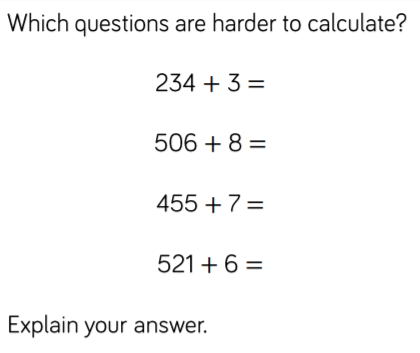 Which questions are harder to calculate?
234 + 3 =
506 + 8 =
455 + 7 =
521 + 6 =
Explain your answer.